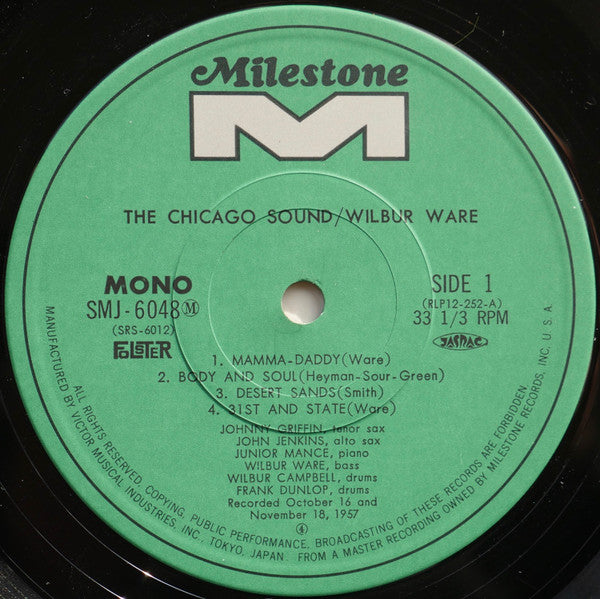 Milestone
M
THE CHICAGO SOUND/WILBUR WARE
MONO
SMJ-6048Ⓜ
(SRS-6012)
FOLSTER
SIDE 1
(RLP12-252-A)
33 1/3 RPM
JASRAC
1. MAMMA-DADDY(Ware)
2. BODY AND SOUL(Heyman-Sour-Green)
3. DESERT SANDS(Smith)
4. 31ST AND STATE(Ware)
JOHNNY GRIFFIN, tenor sax
JOHN JENKINS, alto sax
JUNIOR MANCE, piano
WILBUR WARE, bass
WILBUR CAMPBELL, drums
FRANK DUNLOP, drums
Recorded October 16 and
November 18, 1957
④
MANUFACTURED BY VICTOR MUSICAL INDUSTRIES, INC., TOKYO, JAPAN. FROM A MASTER RECORDING OWNED BY MILESTONE RECORDS, INC. U.S.A.
ALL RIGHTS RESERVED, COPYING, PUBLIC PERFORMANCE, BROADCASTING OF THESE RECORDS ARE FORBIDDEN